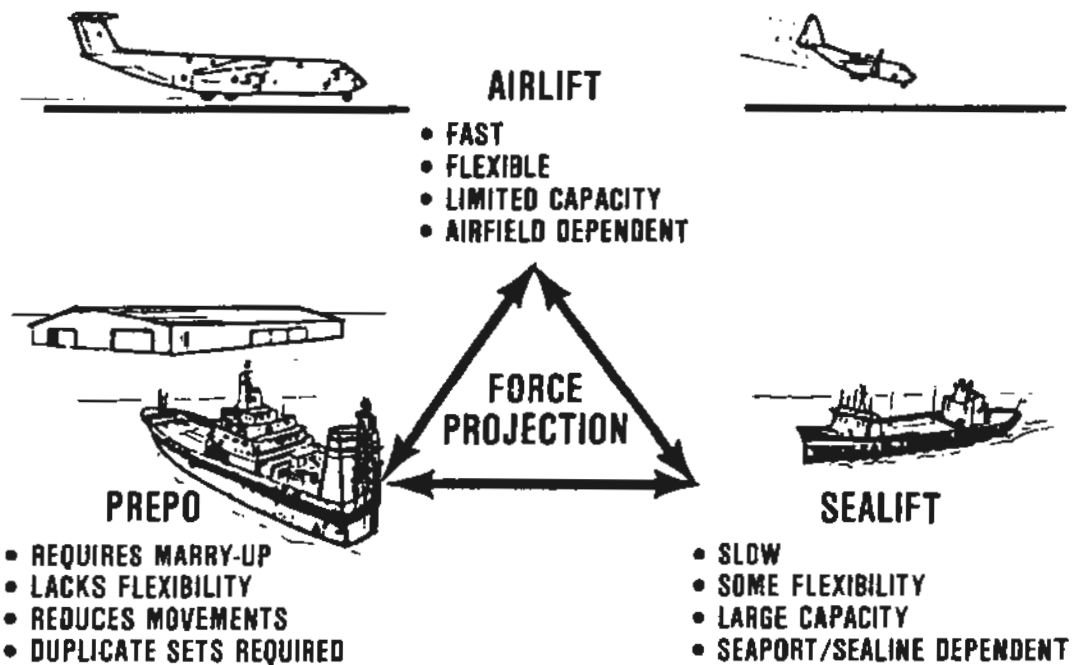 AIRLIFT
• FAST
• FLEXIBLE
• LIMITED CAPACITY
• AIRFIELD DEPENDENT
FORCE
PROJECTION
PREPO
• REQUIRES MARRY-UP
• LACKS FLEXIBILITY
• REDUCES MOVEMENTS
• DUPLICATE SETS REQUIRED
SEALIFT
• SLOW
• SOME FLEXIBILITY
• LARGE CAPACITY
• SEAPORT/SEALINE DEPENDENT